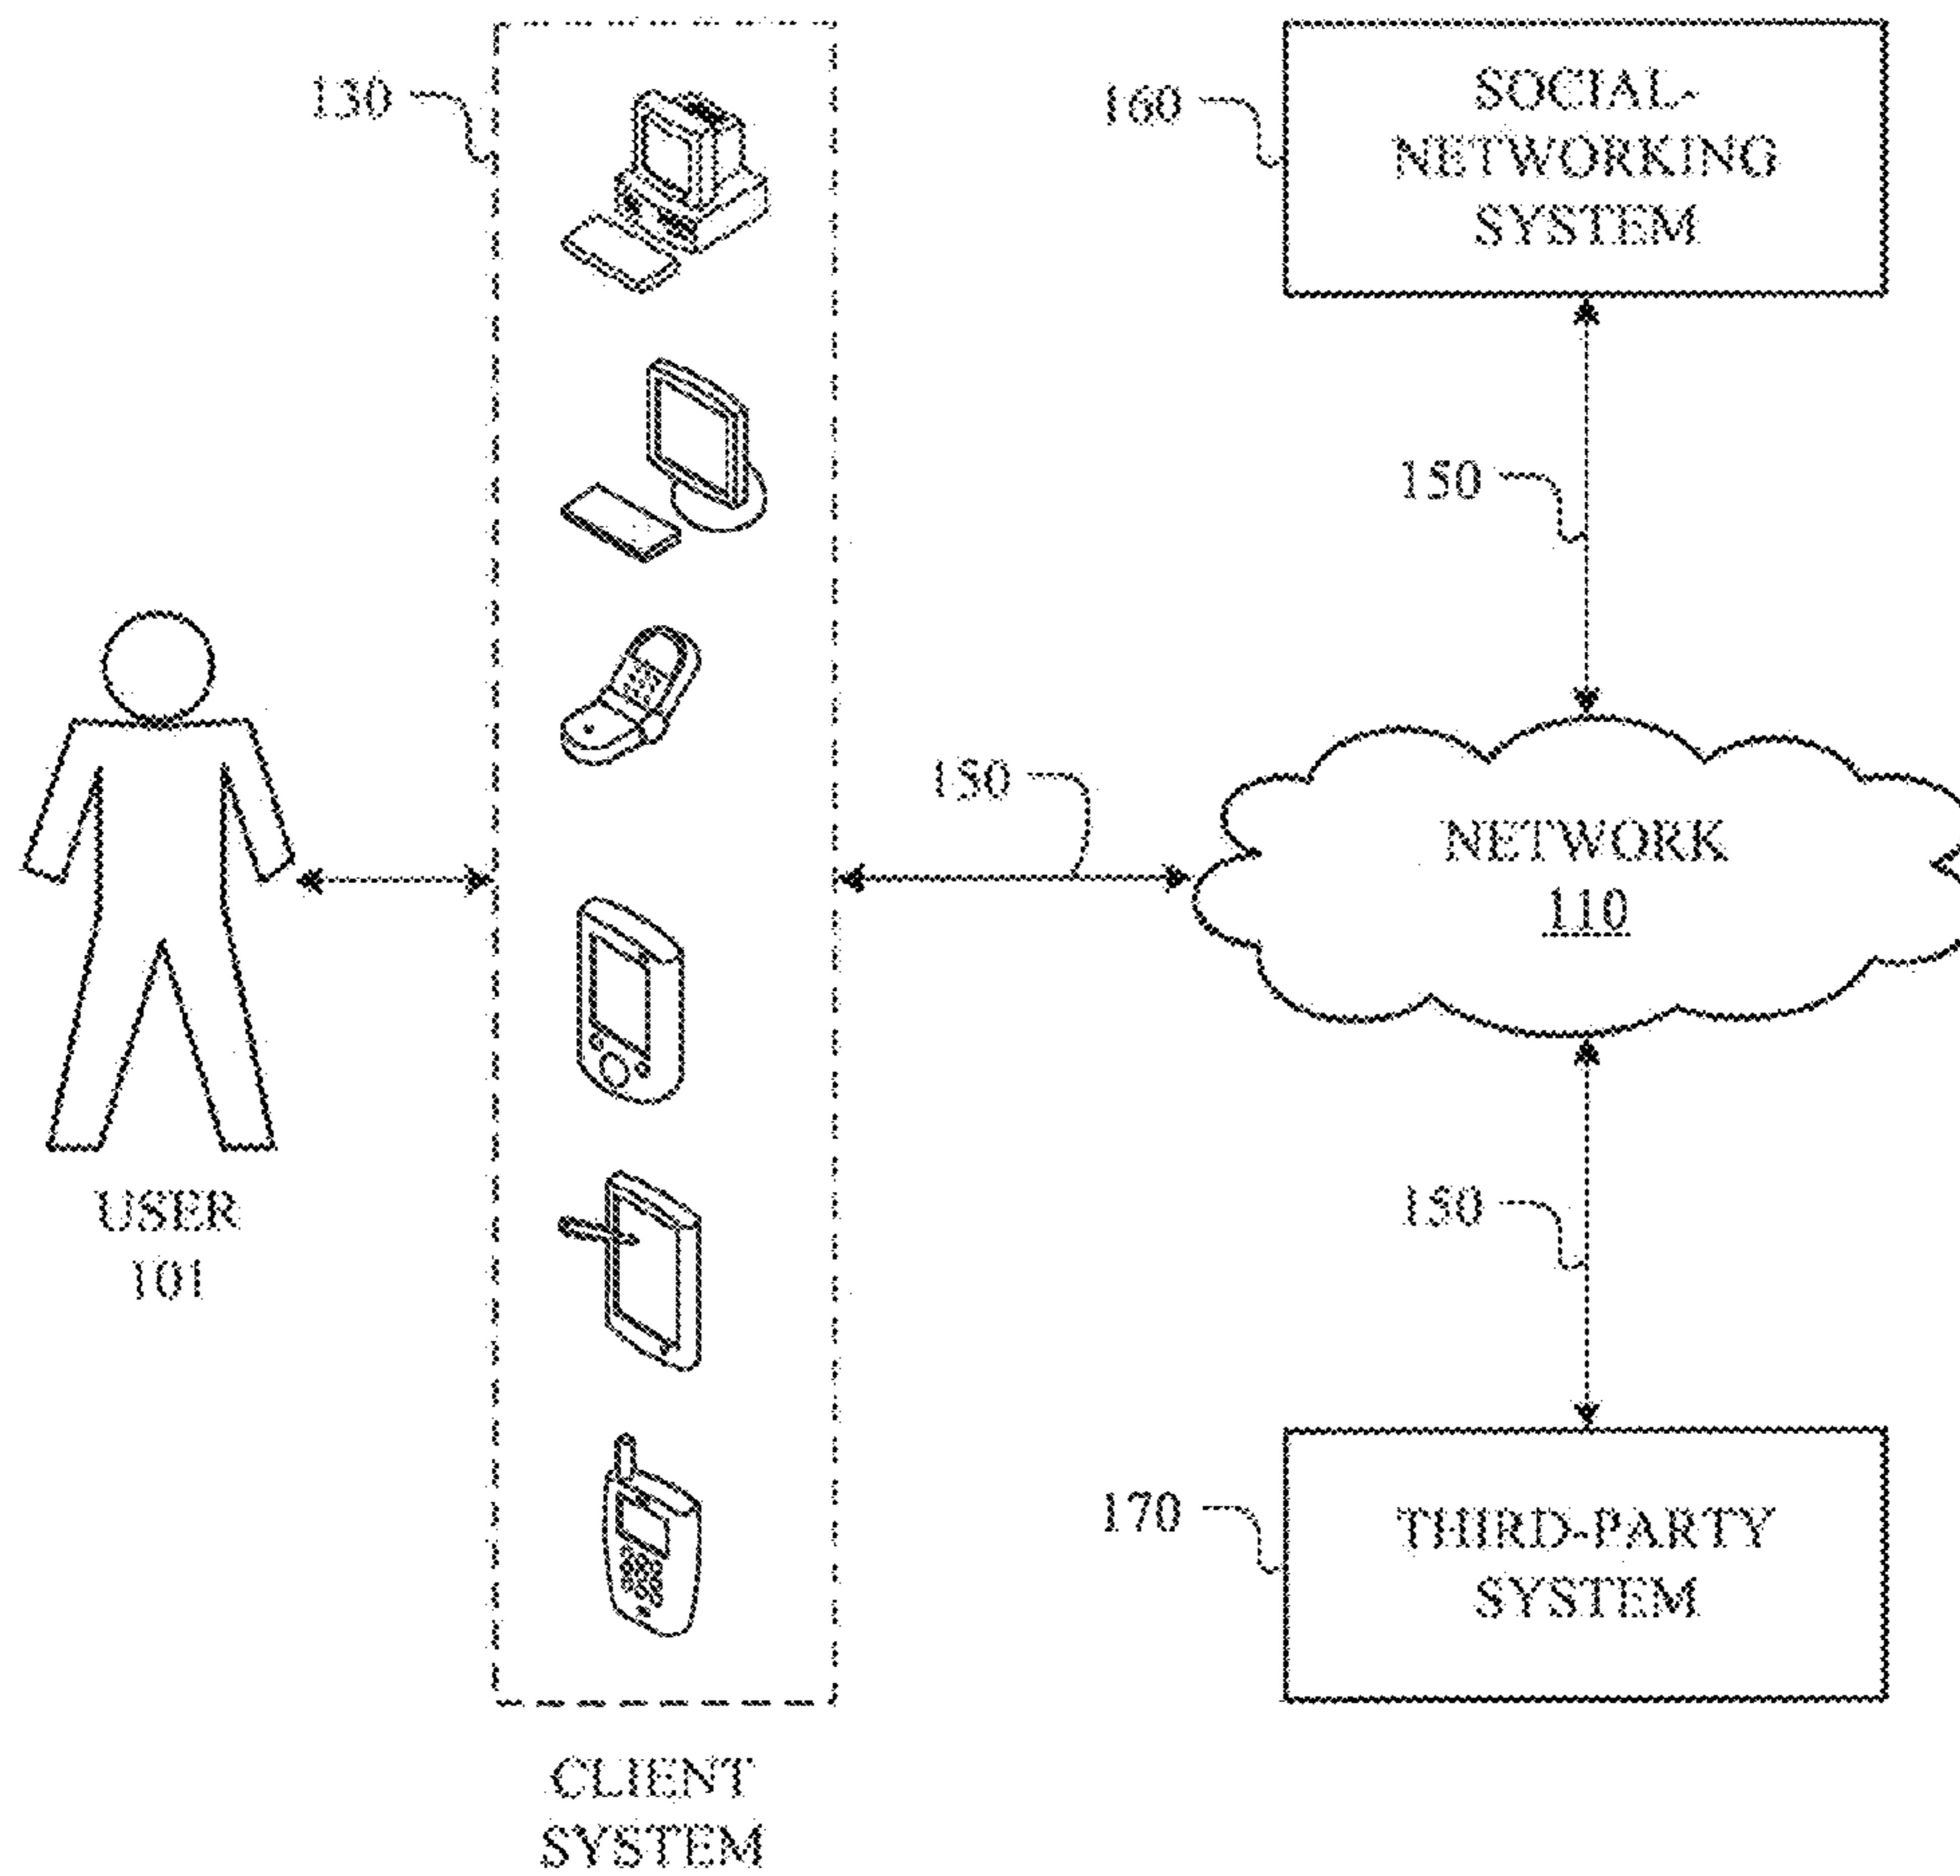 130
160
SOCIAL-
NETWORKING
SYSTEM
150
150
NETWORK
110
USER
101
150
170
THIRD-PARTY
SYSTEM
CLIENT
SYSTEM